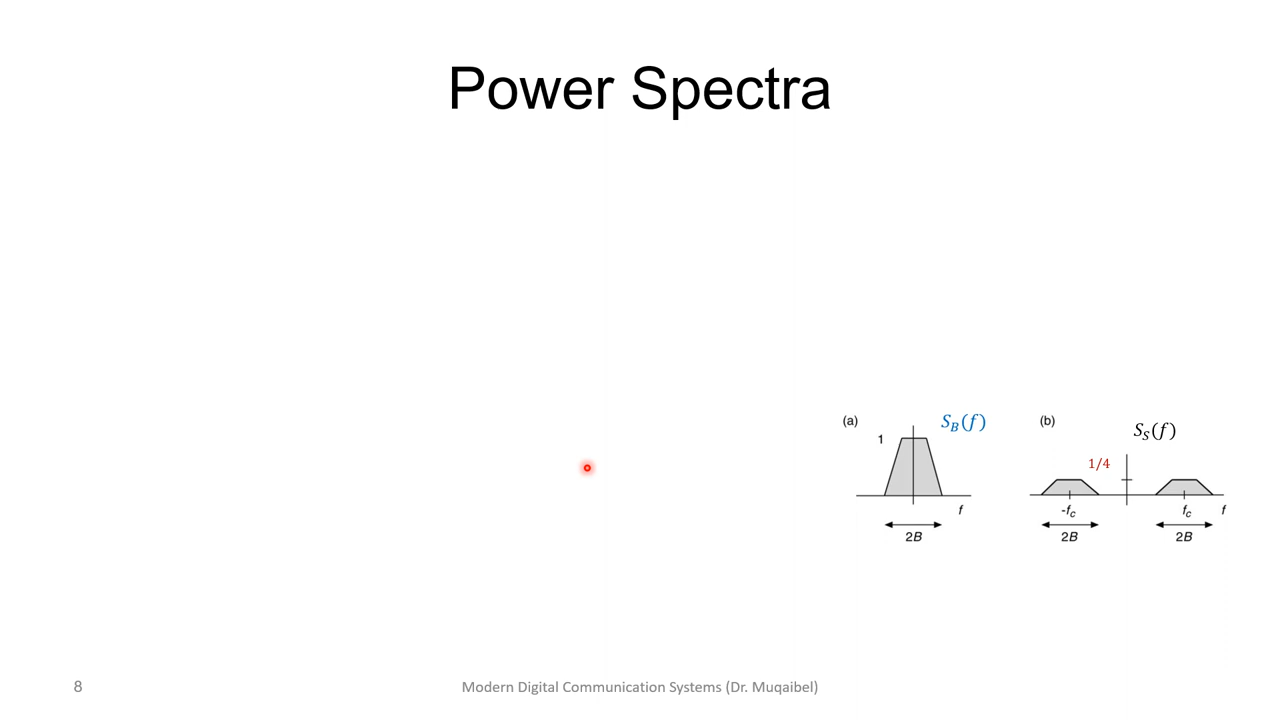 Power Spectra
(a)
S_B(f)
1
f
2B
(b)
S_S(f)
1/4
-f_c
f_c
f
2B
2B
8
Modern Digital Communication Systems (Dr. Muqaibel)